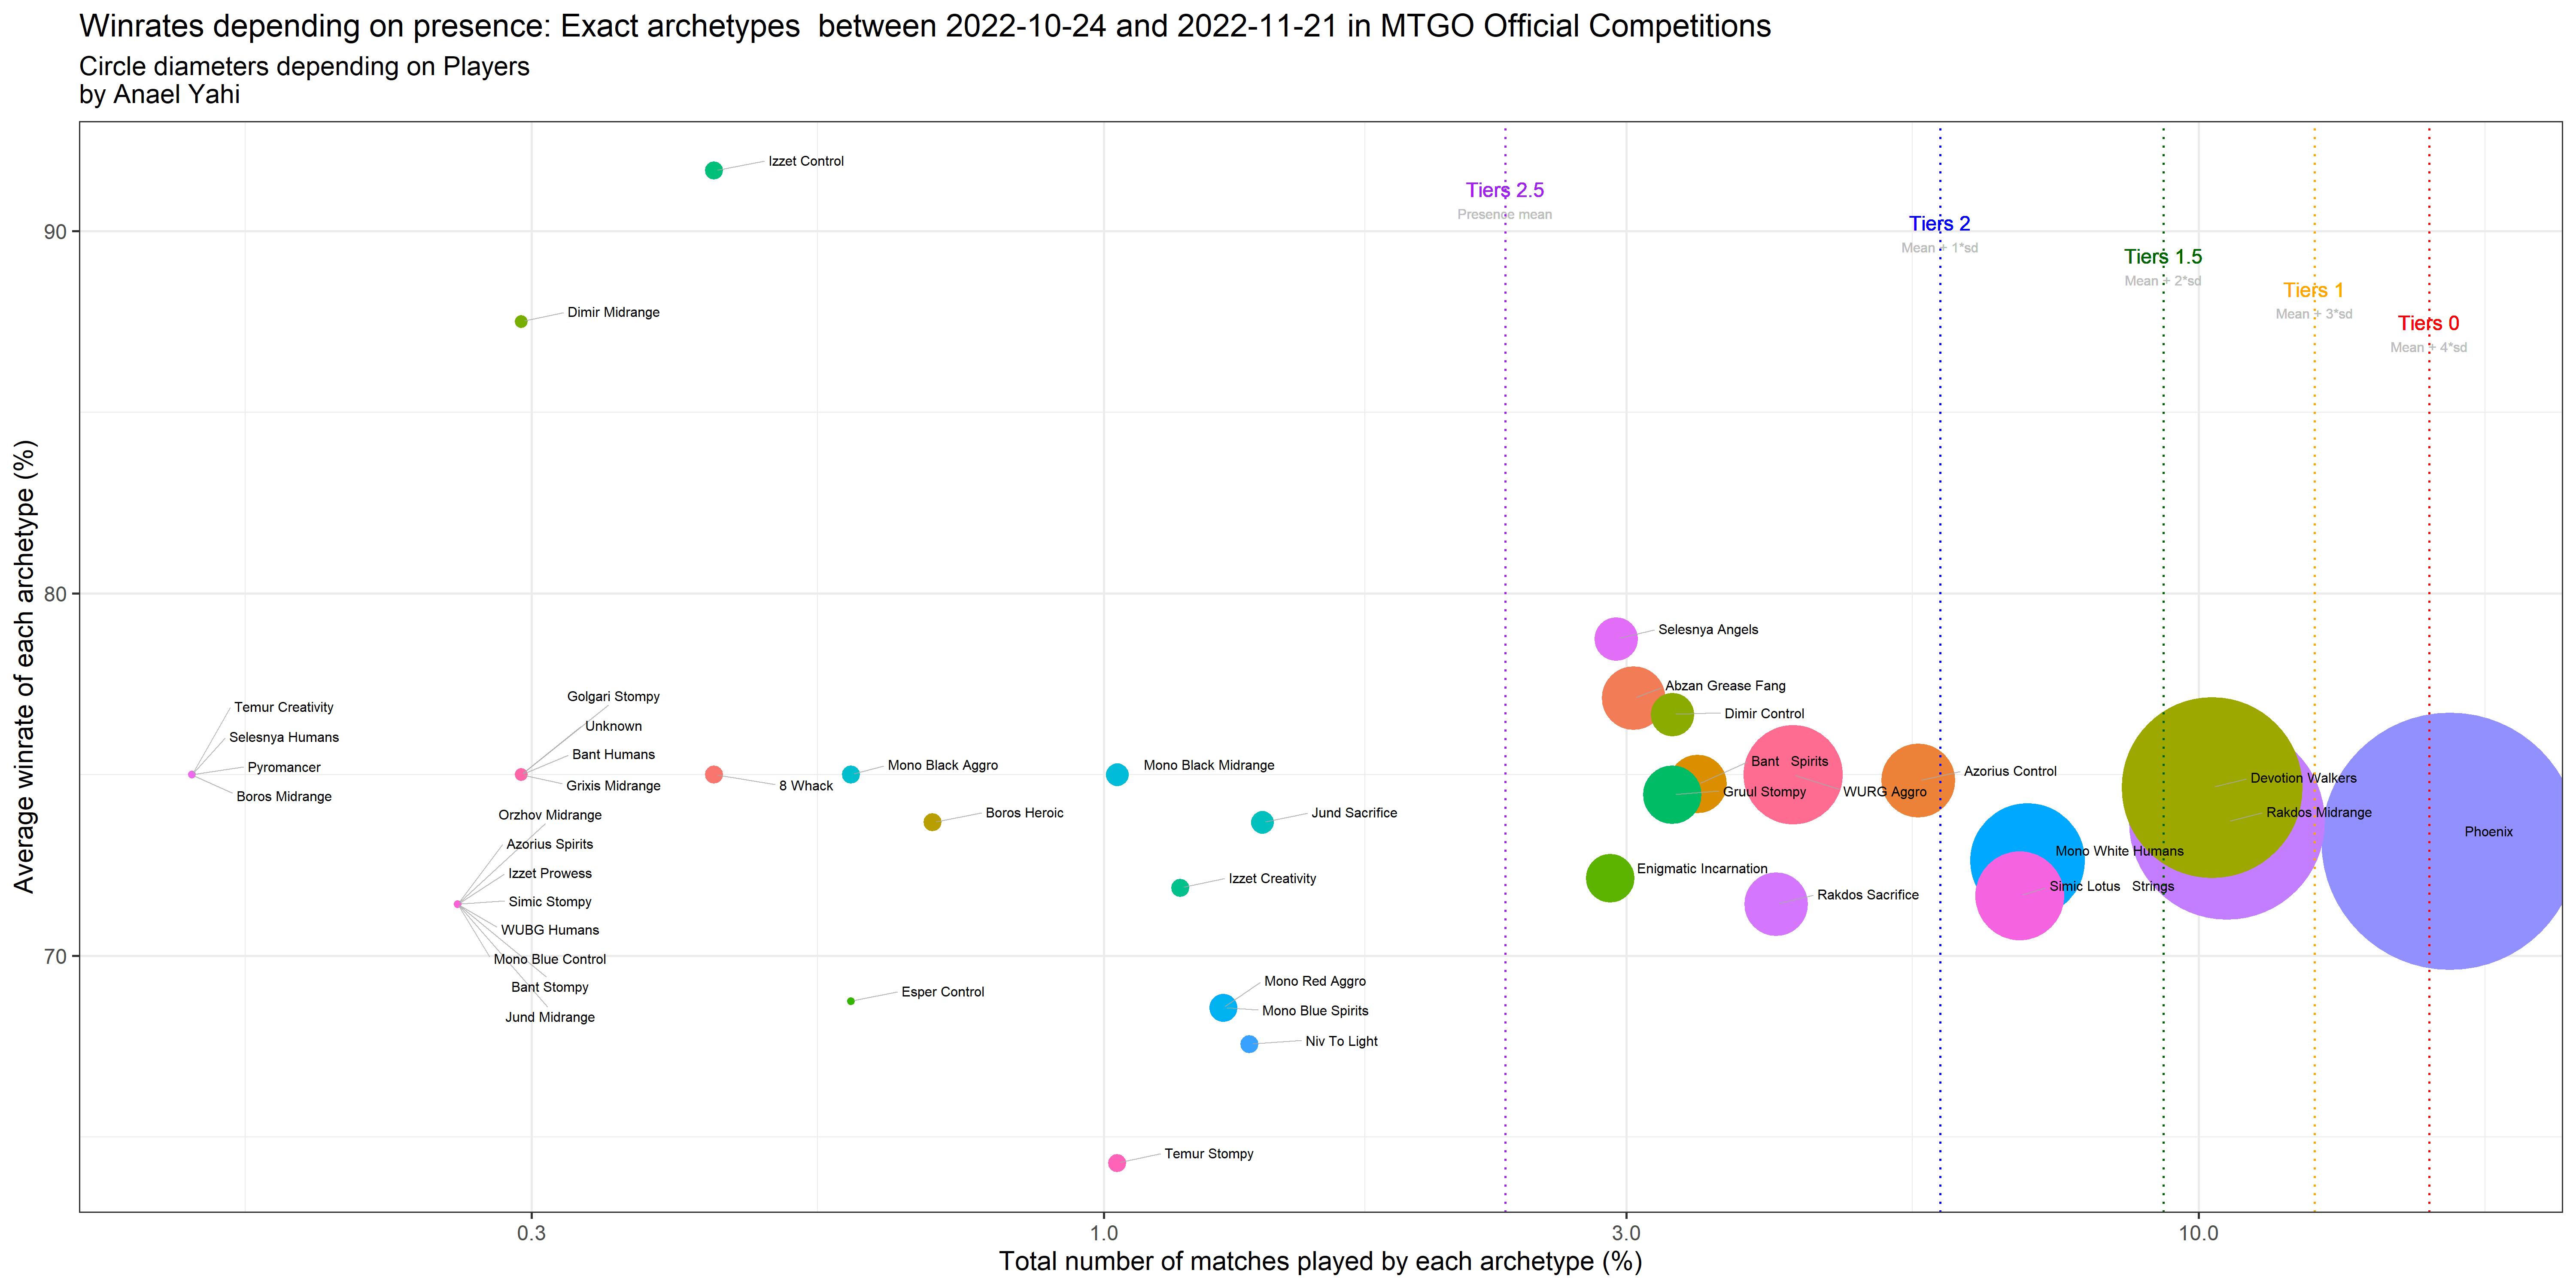 Winrates depending on presence: Exact archetypes  between 2022-10-24 and 2022-11-21 in MTGO Official Competitions
Circle diameters depending on Players
by Anael Yahi
Average winrate of each archetype (%)
90
80
70
Izzet Control
Tiers 2.5
Presence mean
Tiers 2
Mean + 1*sd
Tiers 1.5
Mean + 2*sd
Tiers 1
Mean + 3*sd
Tiers 0
Mean + 4*sd
Dimir Midrange
Selesnya Angels
Abzan Grease Fang
Dimir Control
Golgari Stompy
Temur Creativity
Unknown
Selesnya Humans
Bant Humans
Pyromancer
Grixis Midrange
Boros Midrange
8 Whack
Mono Black Aggro
Mono Black Midrange
Bant  Spirits
WURG Aggro
Gruul Stompy
Azorius Control
Devotion Walkers
Rakdos Midrange
Phoenix
Boros Heroic
Jund Sacrifice
Orzhov Midrange
Azorius Spirits
Izzet Prowess
Simic Stompy
WUBG Humans
Mono Blue Control
Bant Stompy
Jund Midrange
Izzet Creativity
Enigmatic Incarnation
Rakdos Sacrifice
Mono White Humans
Simic Lotus  Strings
Esper Control
Mono Red Aggro
Mono Blue Spirits
Niv To Light
Temur Stompy
0.3
1.0
3.0
10.0
Total number of matches played by each archetype (%)